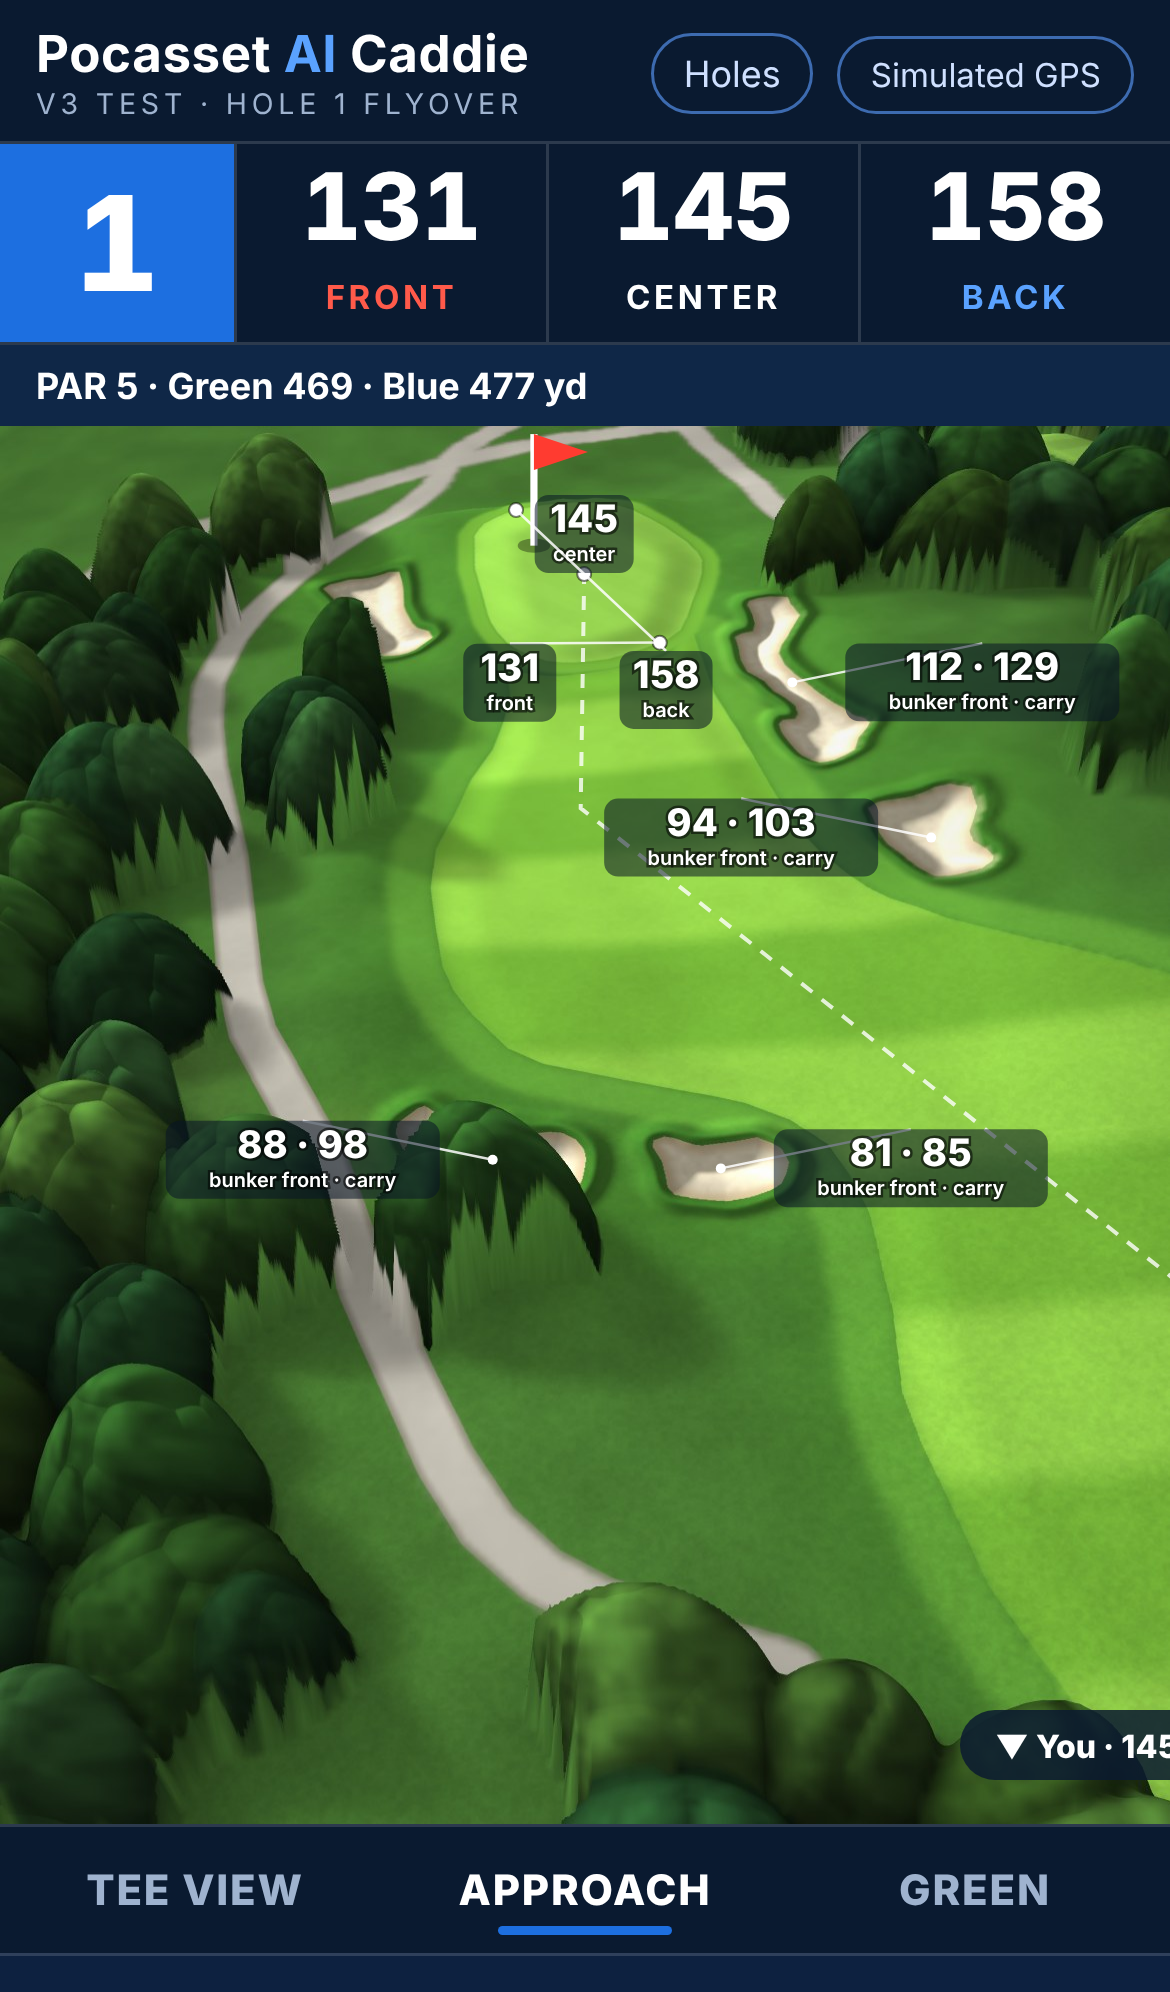 Pocasset AI Caddie
V3 TEST · HOLE 1 FLYOVER
Holes
Simulated GPS
1
131
FRONT
145
CENTER
158
BACK
PAR 5 · Green 469 · Blue 477 yd
145
center
131
front
158
back
112 · 129
bunker front · carry
94 · 103
bunker front · carry
88 · 98
bunker front · carry
81 · 85
bunker front · carry
▼ You · 145
TEE VIEW
APPROACH
GREEN